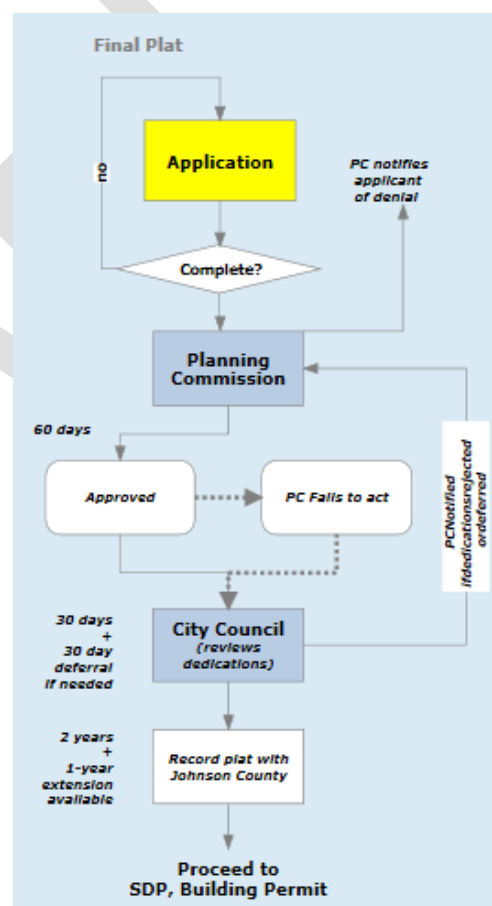 Final Plat
Application
no
PC notifies
applicant
of denial
Complete?
Planning
Commission
60 days
Approved
PC Fails to act
PCNotified
ifdedicationsrejected
ordeferred
30 days
+
30 day
deferral
if needed
City Council
(reviews
dedications)
2 years
+
1-year
extension
available
Record plat with
Johnson County
Proceed to
SDP, Building Permit